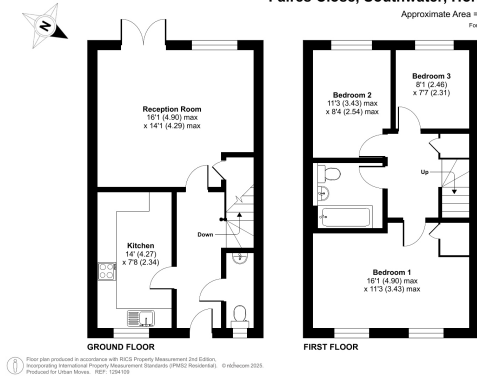 Approximate Area =
N
Reception Room
16'1 (4.90) max
x 14'1 (4.29) max
Down
Kitchen
14' (4.27)
x 7'8 (2.34)
GROUND FLOOR
Bedroom 2
11'3 (3.43) max
x 8'4 (2.54) max
Bedroom 3
8'1 (2.46)
x 7'7 (2.31)
Up
Bedroom 1
16'1 (4.90) max
x 11'3 (3.43) max
FIRST FLOOR
Floor plan produced in accordance with RICS Property Measurement 2nd Edition,
Incorporating International Property Measurement Standards (IPMS2 Residential). © nichecom 2025.
Produced for Urban Moves. REF: 1294109